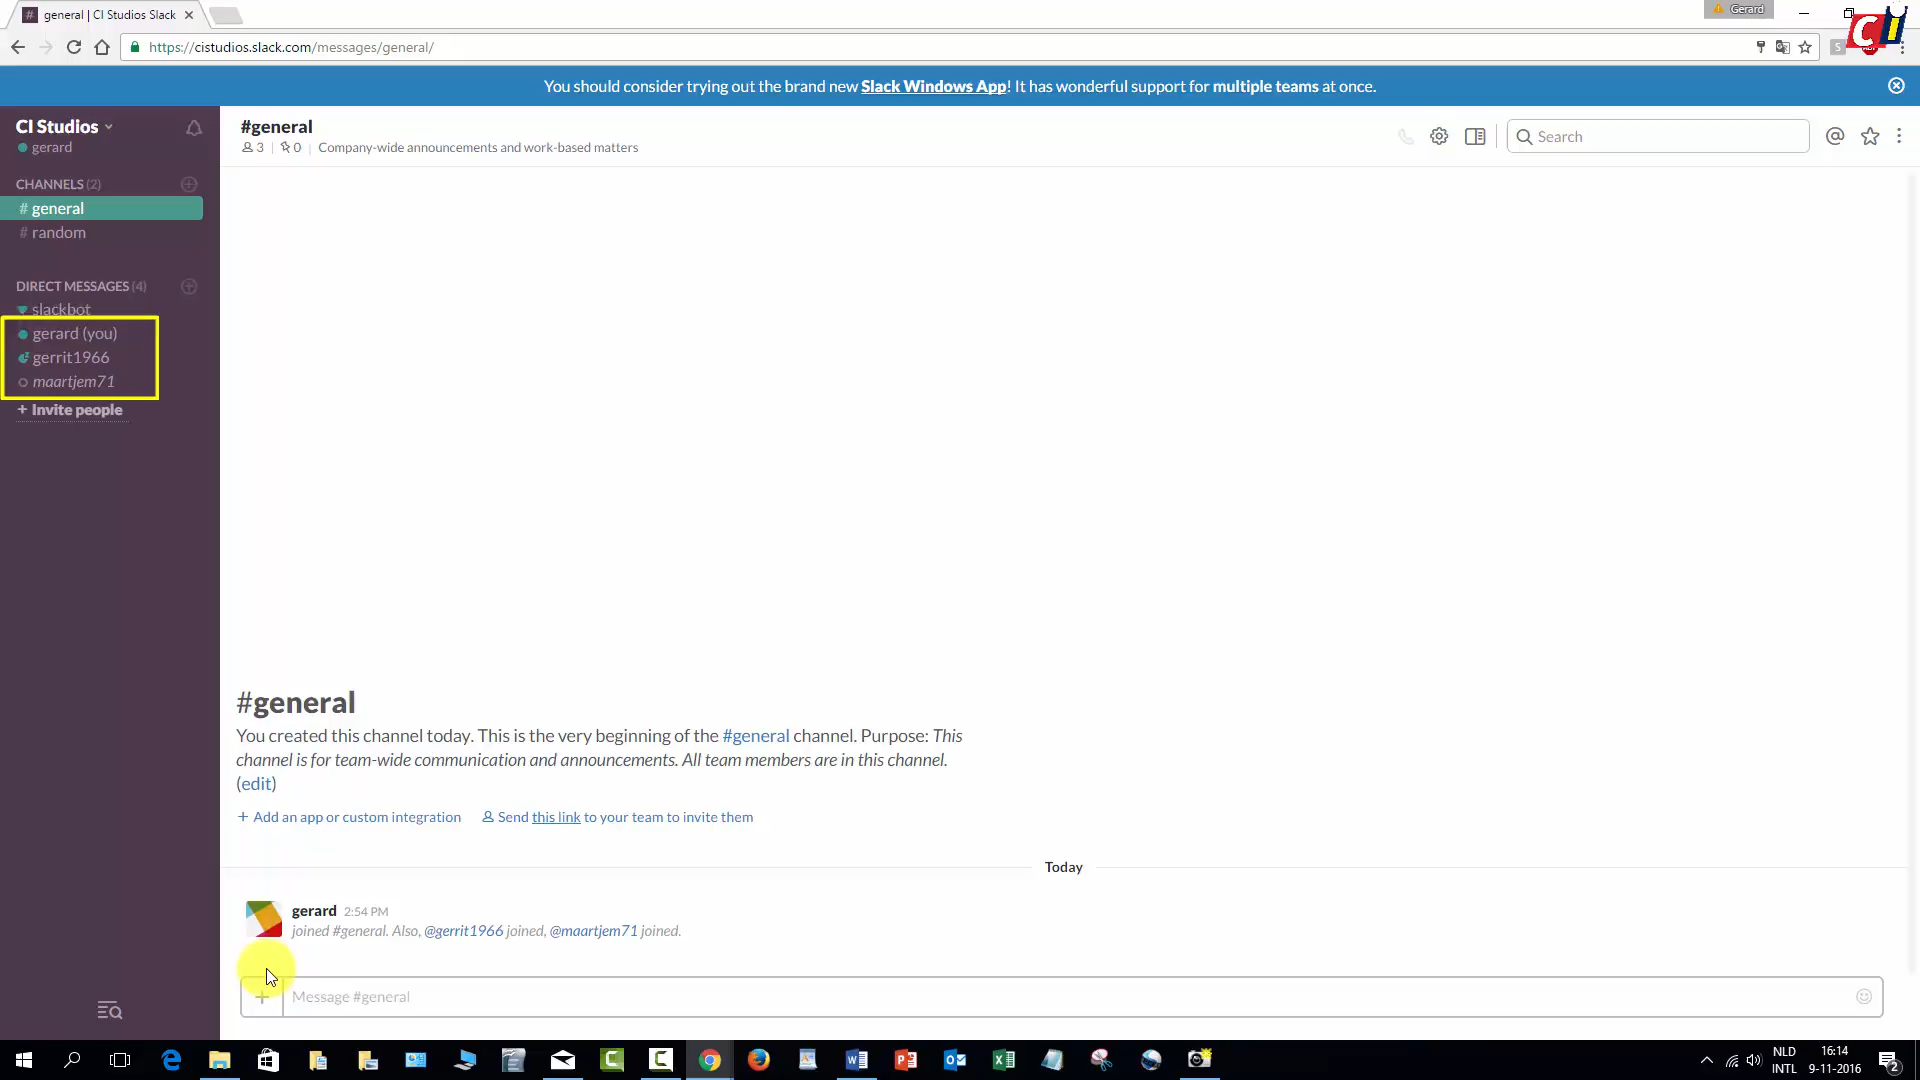 general | CI Studios Slack
Gerard
https://cistudios.slack.com/messages/general/
CU
You should consider trying out the brand new Slack Windows App! It has wonderful support for multiple teams at once.
CI Studios
gerard
CHANNELS (2)
# general
# random
DIRECT MESSAGES (4)
slackbot
gerard (you)
gerrit1966
maartjem71
+ Invite people
#general
3 | 0 | Company-wide announcements and work-based matters
Search
#general
You created this channel today. This is the very beginning of the #general channel. Purpose: This
channel is for team-wide communication and announcements. All team members are in this channel.
(edit)
+ Add an app or custom integration Send this link to your team to invite them
Today
gerard 2:54 PM
joined #general. Also, @gerrit1966 joined, @maartjem71 joined.
Message #general
NLD
INTL
16:14
9-11-2016
2